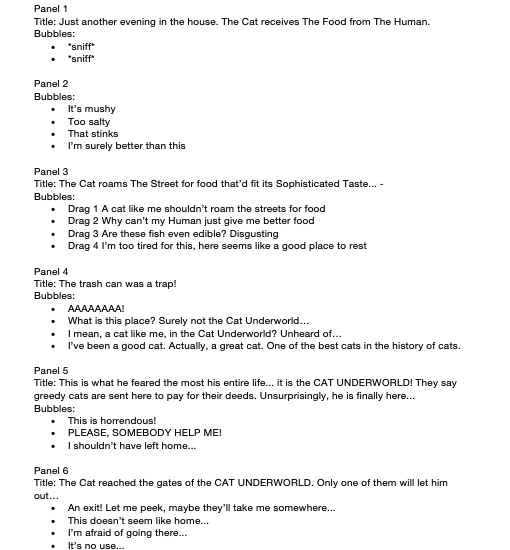 Panel 1
Title: Just another evening in the house. The Cat receives The Food from The Human.
Bubbles:
• *sniff*
• *sniff*
Panel 2
Bubbles:
• It's mushy
• Too salty
• That stinks
• I'm surely better than this
Panel 3
Title: The Cat roams The Street for food that'd fit its Sophisticated Taste... -
Bubbles:
• Drag 1 A cat like me shouldn't roam the streets for food
• Drag 2 Why can't my Human just give me better food
• Drag 3 Are these fish even edible? Disgusting
• Drag 4 I'm too tired for this, here seems like a good place to rest
Panel 4
Title: The trash can was a trap!
Bubbles:
• AAAAAAAA!
• What is this place? Surely not the Cat Underworld...
• I mean, a cat like me, in the Cat Underworld? Unheard of...
• I've been a good cat. Actually, a great cat. One of the best cats in the history of cats.
Panel 5
Title: This is what he feared the most his entire life... it is the CAT UNDERWORLD! They say
greedy cats are sent here to pay for their deeds. Unsurprisingly, he is finally here...
Bubbles:
• This is horrendous!
• PLEASE, SOMEBODY HELP ME!
• I shouldn't have left home...
Panel 6
Title: The Cat reached the gates of the CAT UNDERWORLD. Only one of them will let him
out...
• An exit! Let me peek, maybe they'll take me somewhere...
• This doesn't seem like home...
• I'm afraid of going there...
• It's no use...